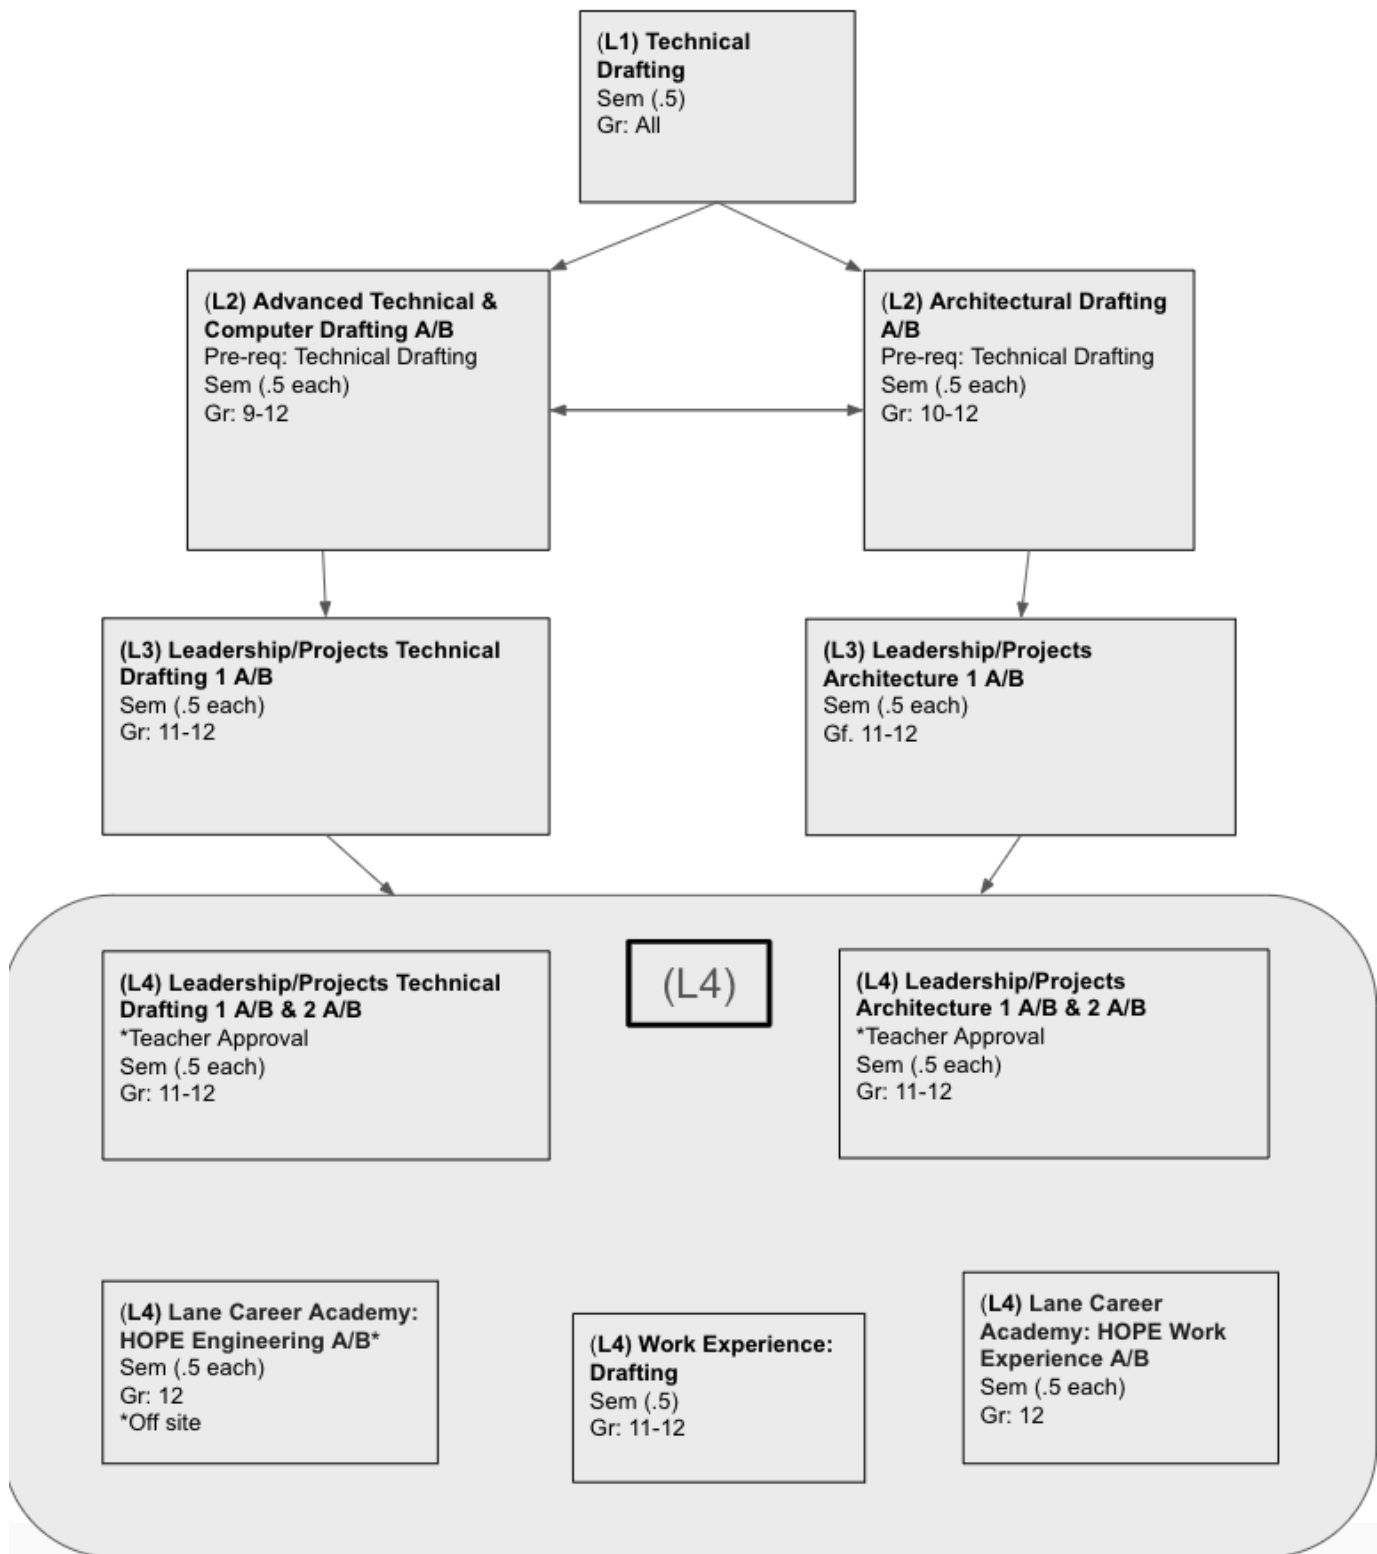 (L1) Technical
Drafting
Sem (.5)
Gr: All
(L2) Advanced Technical &
Computer Drafting A/B
Pre-req: Technical Drafting
Sem (.5 each)
Gr: 9-12
(L2) Architectural Drafting
A/B
Pre-req: Technical Drafting
Sem (.5 each)
Gr: 10-12
(L3) Leadership/Projects Technical
Drafting 1 A/B
Sem (.5 each)
Gr: 11-12
(L3) Leadership/Projects
Architecture 1 A/B
Sem (.5 each)
Gf. 11-12
(L4) Leadership/Projects Technical
Drafting 1 A/B & 2 A/B
*Teacher Approval
Sem (.5 each)
Gr: 11-12
(L4)
(L4) Leadership/Projects
Architecture 1 A/B & 2 A/B
*Teacher Approval
Sem (.5 each)
Gr: 11-12
(L4) Lane Career Academy:
HOPE Engineering A/B*
Sem (.5 each)
Gr: 12
*Off site
(L4) Work Experience:
Drafting
Sem (.5)
Gr: 11-12
(L4) Lane Career
Academy: HOPE Work
Experience A/B
Sem (.5 each)
Gr: 12